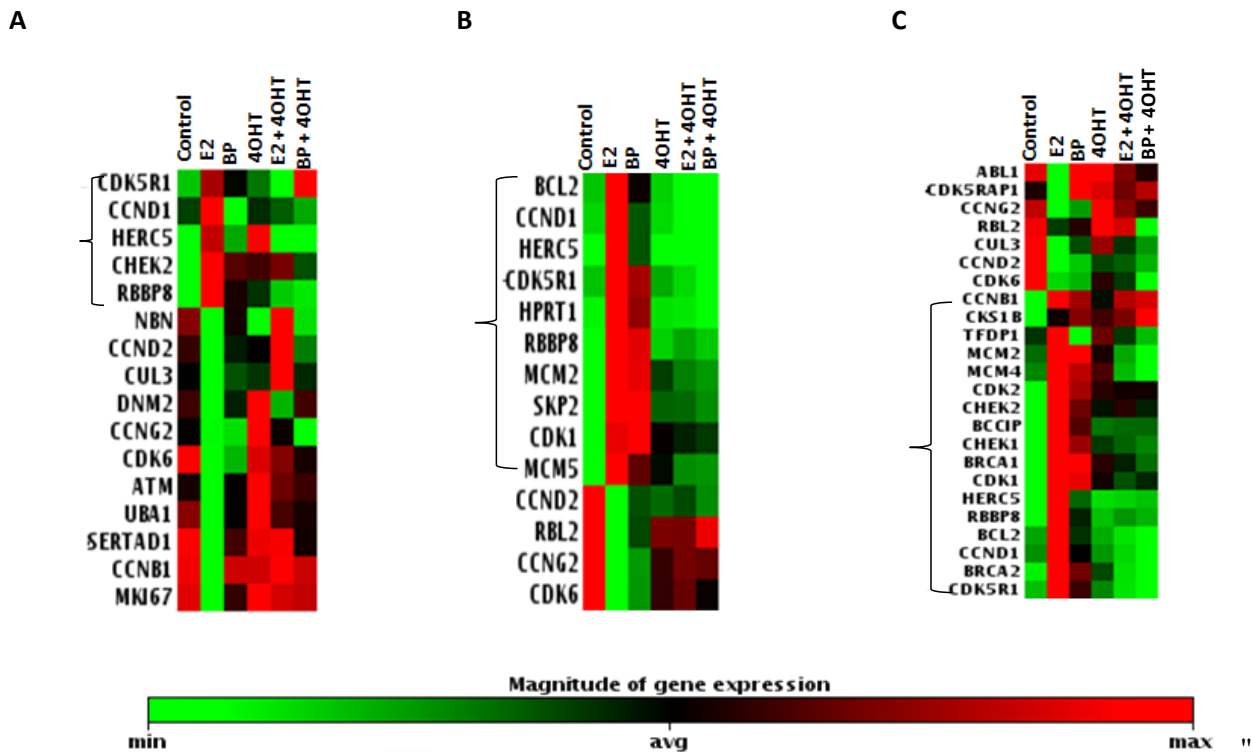 A
B
C
Control
E2
BP
4OHT
E2+ 4OHT
BP + 4OHT
CDK5R1
CCND1
HERC5
CHEK2
RBBP8
NBN
CCND2
CUL3
DNM2
CCNG2
CDK6
ATM
UBA1
SERTAD1
CCNB1
MKI67
Control
E2
BP
4OHT
E2+ 4OHT
BP + 4OHT
BCL2
CCND1
HERC5
CDK5R1
HPRT1
RBBP8
MCM2
SKP2
CDK1
MCM5
CCND2
RBL2
CCNG2
CDK6
Control
E2
BP
4OHT
E2 + 4OHT
BP+ 4OHT
ABL1
CDK5RAP1
CCNG2
RBL2
CUL3
CCND2
CDK6
CCNB1
CKS1B
TFDP1
MCM2
MCM4
CDK2
CHEK2
BCCIP
CHEK1
BRCA1
CDK1
HERC5
RBBP8
BCL2
CCND1
BRCA2
CDK5R1
Magnitude of gene expression
min avg max "